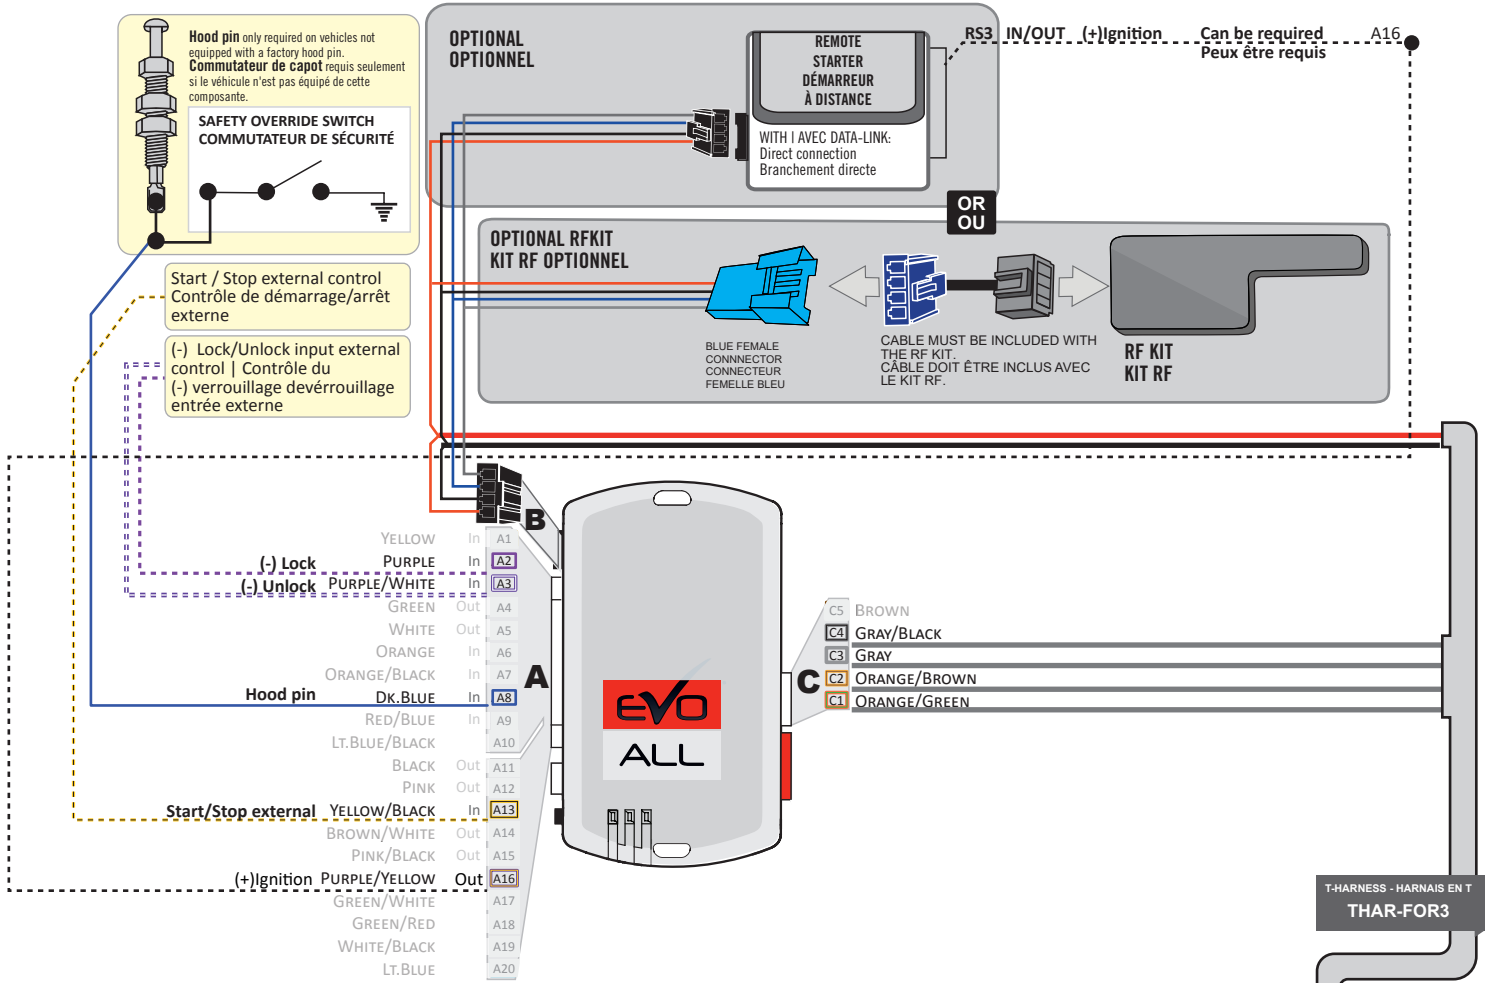 Hood pin only required on vehicles not
equipped with a factory hood pin.
Commutateur de capot requis seulement
si le véhicule n'est pas équipé de cette
composante.
SAFETY OVERRIDE SWITCH
COMMUTATEUR DE SÉCURITÉ
OPTIONAL
OPTIONNEL
REMOTE
STARTER
DÉMARREUR
À DISTANCE
WITH I AVEC DATA-LINK:
Direct connection
Branchement directe
RS3 IN/OUT (+)Ignition Can be required A16
Peux être requis
OR
OU
OPTIONAL RFKIT
KIT RF OPTIONNEL
BLUE FEMALE
CONNNECTOR
CONNECTEUR
FEMELLE BLEU
CABLE MUST BE INCLUDED WITH
THE RF KIT.
CÂBLE DOIT ÊTRE INCLUS AVEC
LE KIT RF.
RF KIT
KIT RF
Start / Stop external control
Contrôle de démarrage/arrêt
externe
(-) Lock/Unlock input external
control | Contrôle du
(-) verrouillage devérrouillage
entrée externe
B
YELLOW In A1
(-) Lock PURPLE In A2
(-) Unlock PURPLE/WHITE In A3
GREEN Out A4
WHITE Out A5
ORANGE In A6
ORANGE/BLACK In A7
Hood pin DK.BLUE In A8
RED/BLUE In A9
LT.BLUE/BLACK A10
BLACK Out A11
PINK Out A12
Start/Stop external YELLOW/BLACK In A13
BROWN/WHITE Out A14
PINK/BLACK Out A15
(+)Ignition PURPLE/YELLOW Out A16
GREEN/WHITE A17
GREEN/RED A18
WHITE/BLACK A19
LT.BLUE A20
A
EVO
ALL
C
C5 BROWN
C4 GRAY/BLACK
C3 GRAY
C2 ORANGE/BROWN
C1 ORANGE/GREEN
T-HARNESS - HARNAIS EN T
THAR-FOR3